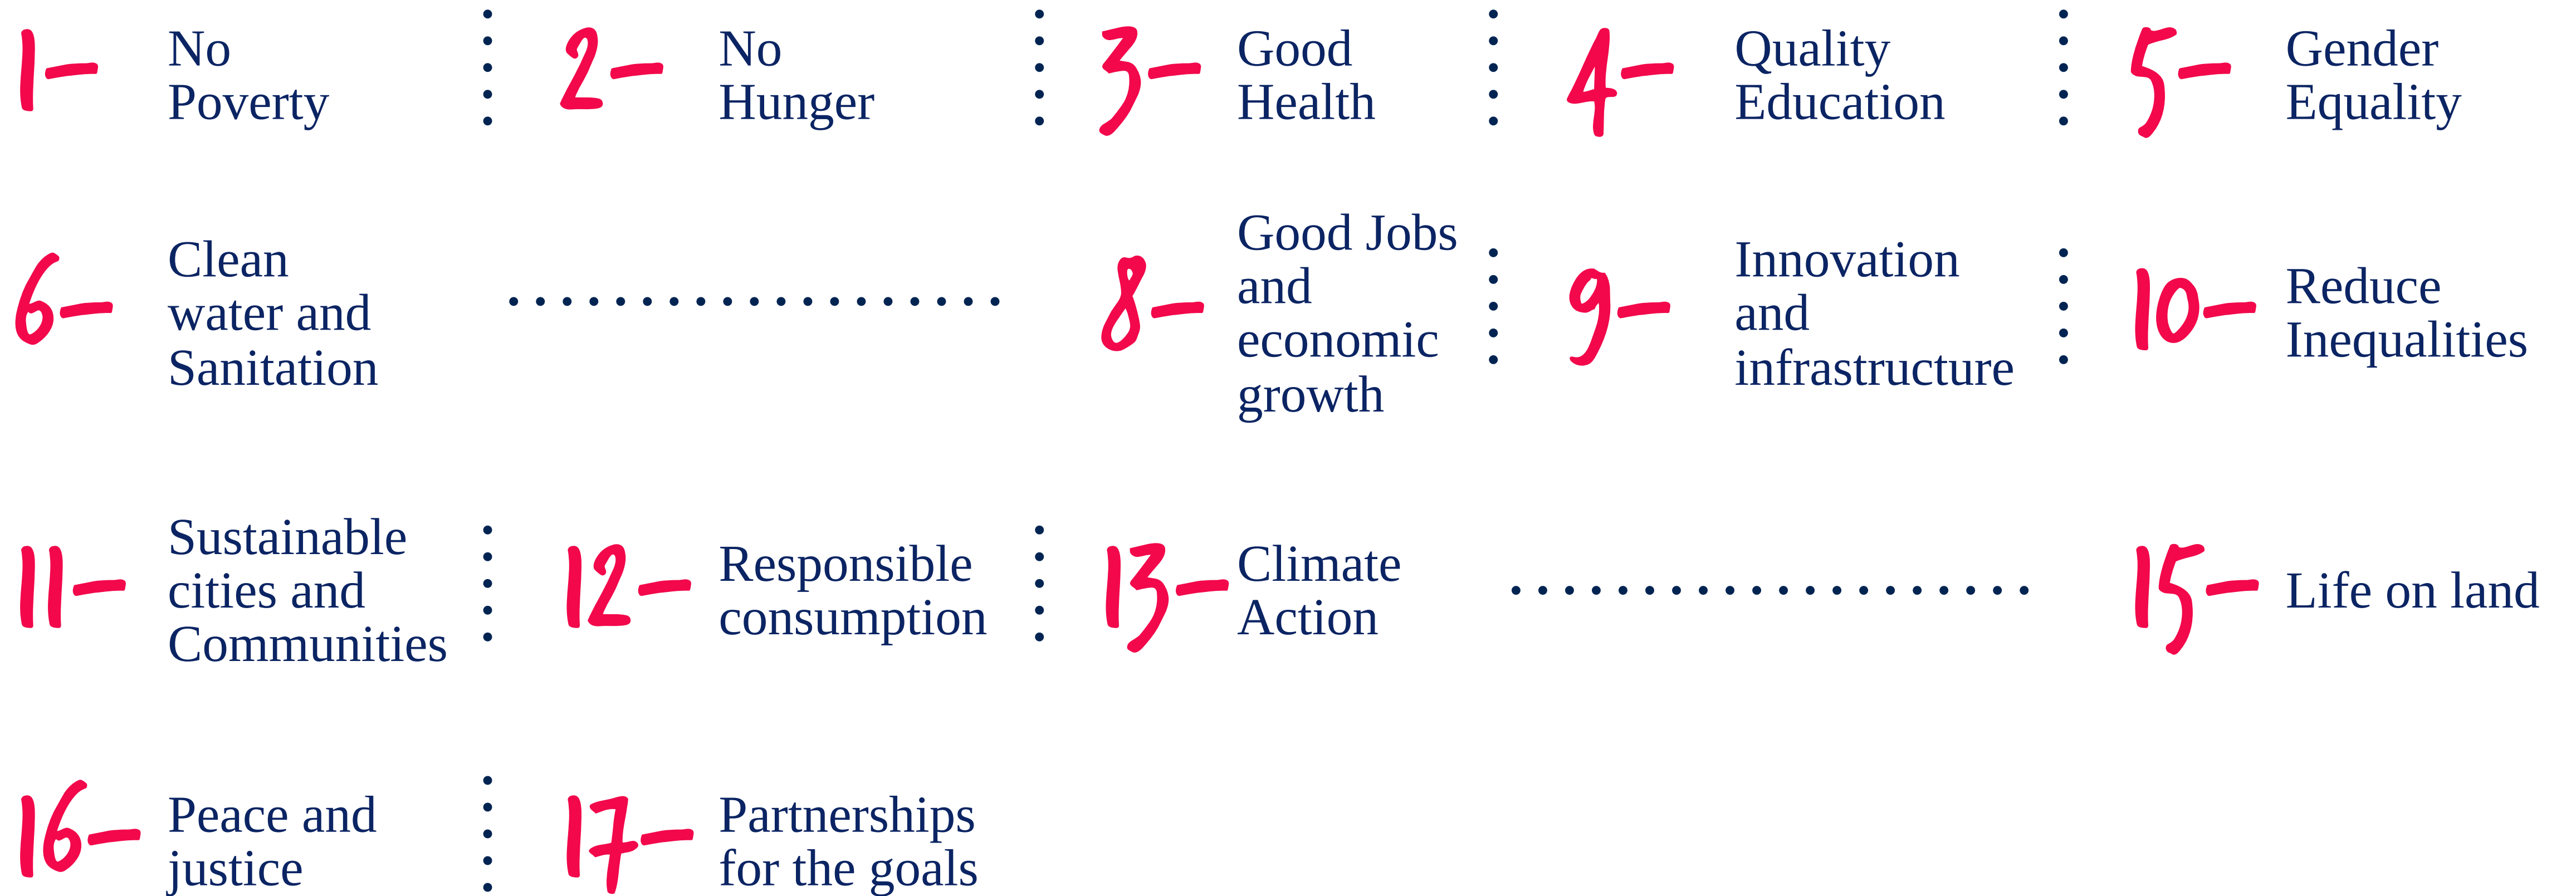 1- No
Poverty
2- No
Hunger
3- Good
Health
4- Quality
Education
5- Gender
Equality
6- Clean
water and
Sanitation
8- Good Jobs
and
economic
growth
9- Innovation
and
infrastructure
10- Reduce
Inequalities
11- Sustainable
cities and
Communities
12- Responsible
consumption
13- Climate
Action
15- Life on land
16- Peace and
justice
17- Partnerships
for the goals